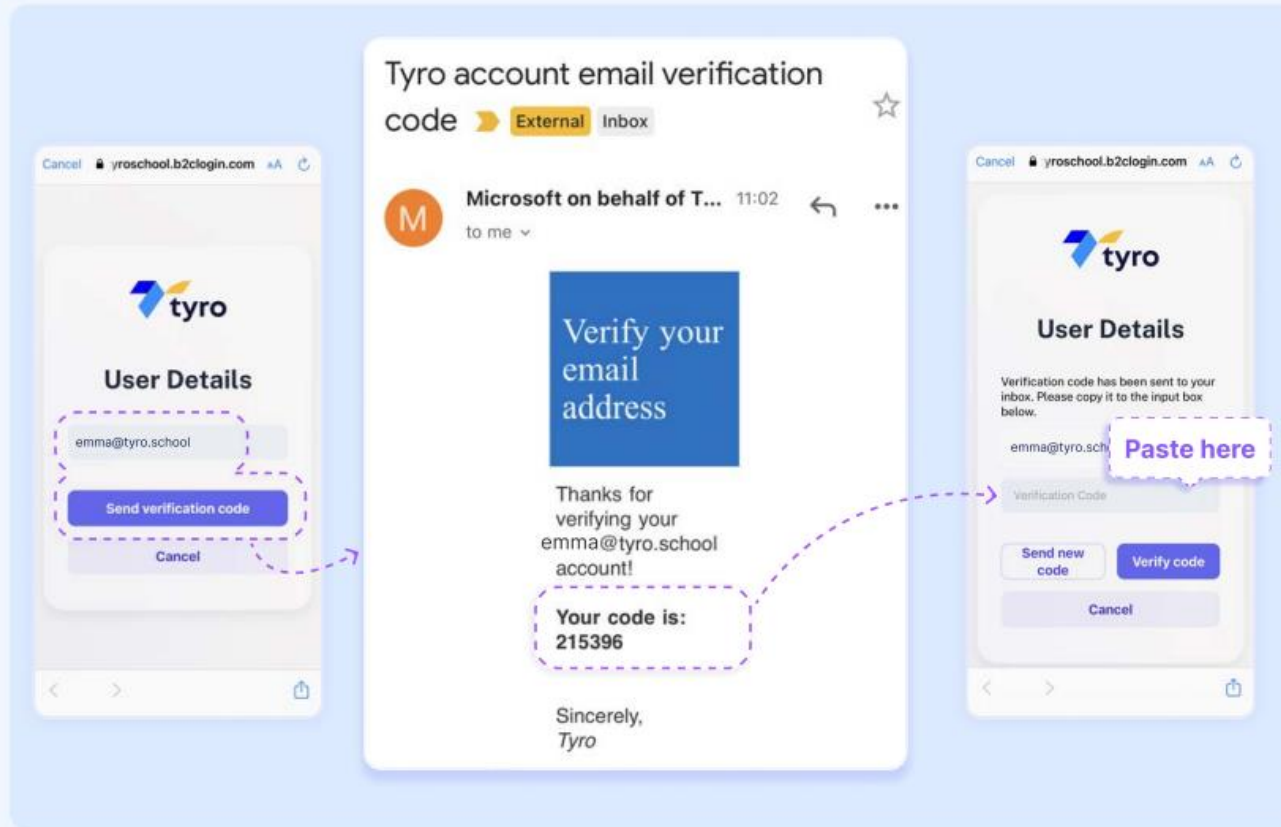 Cancel yroschool.b2clogin.com AA
tyro
User Details
emma@tyro.school
Send verification code
Cancel
Tyro account email verification
code External Inbox
M
Microsoft on behalf of T... 11:02
to me
Verify your
email
address
Thanks for
verifying your
emma@tyro.school
account!
Your code is:
215396
Sincerely,
Tyro
Cancel yroschool.b2clogin.com AA
tyro
User Details
Verification code has been sent to your
inbox. Please copy it to the input box
below.
emma@tyro.sch
Paste here
Verification Code
Send new
code
Verify code
Cancel